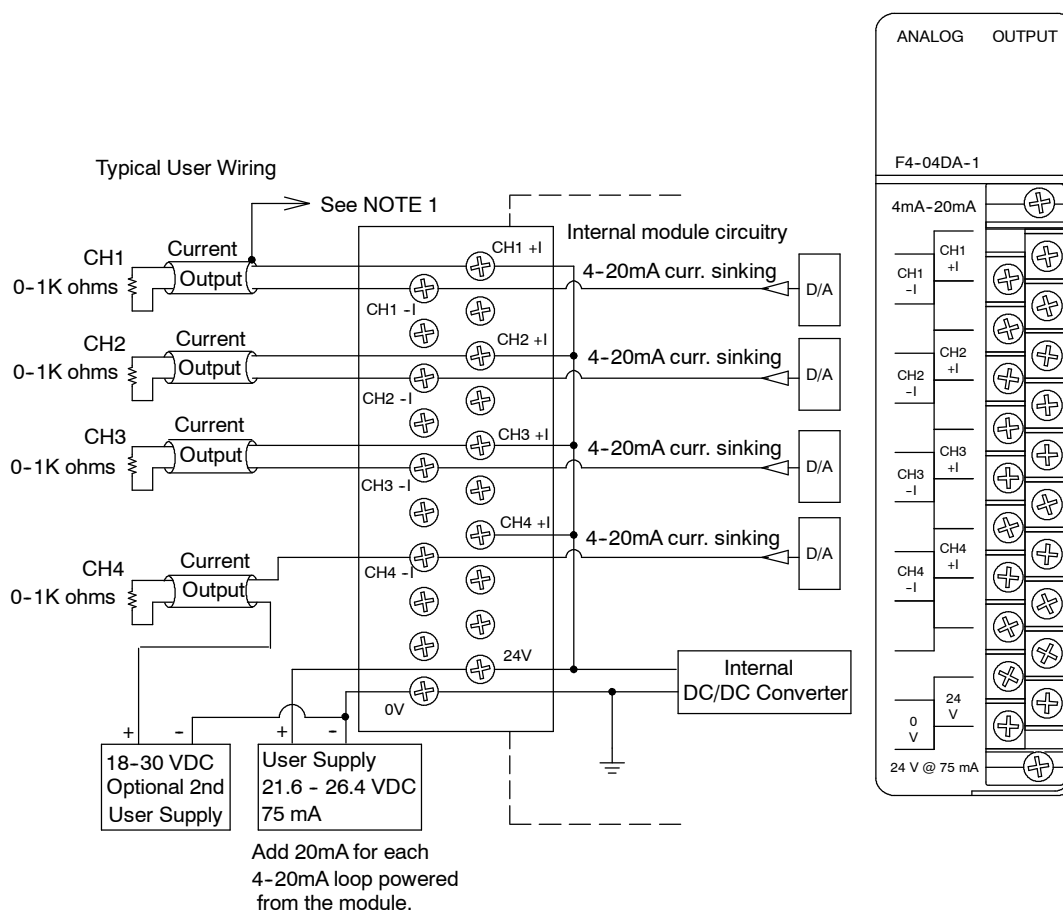 Typical User Wiring
See NOTE 1
Internal module circuitry
CH1
0-1K ohms
Current
Output
CH1 +I
CH1 -I
4-20mA curr. sinking
D/A
CH2
0-1K ohms
Current
Output
CH2 +I
CH2 -I
4-20mA curr. sinking
D/A
CH3
0-1K ohms
Current
Output
CH3 +I
CH3 -I
4-20mA curr. sinking
D/A
CH4
0-1K ohms
Current
Output
CH4 +I
CH4 -I
4-20mA curr. sinking
D/A
24V
0V
Internal
DC/DC Converter
+ -
18-30 VDC
Optional 2nd
User Supply
+ -
User Supply
21.6 - 26.4 VDC
75 mA
Add 20mA for each
4-20mA loop powered
from the module.
ANALOG OUTPUT
F4-04DA-1
4mA-20mA
CH1
+I
CH1
-I
CH2
+I
CH2
-I
CH3
+I
CH3
-I
CH4
+I
CH4
-I
24
V
0
V
24 V @ 75 mA